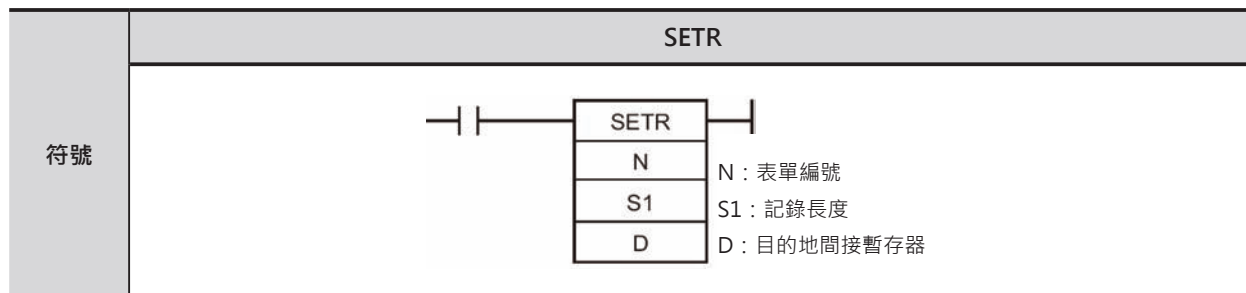 SETR
符號
SETR
N
S1
D
N：表單編號
S1：記錄長度
D：目的地間接暫存器